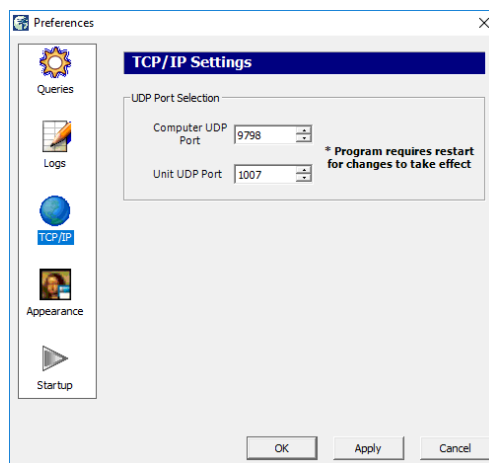 Preferences
Queries
Logs
TCP/IP
Appearance
Startup
TCP/IP Settings
UDP Port Selection
Computer UDP
Port
9798
* Program requires restart
for changes to take effect
Unit UDP Port
1007
OK
Apply
Cancel